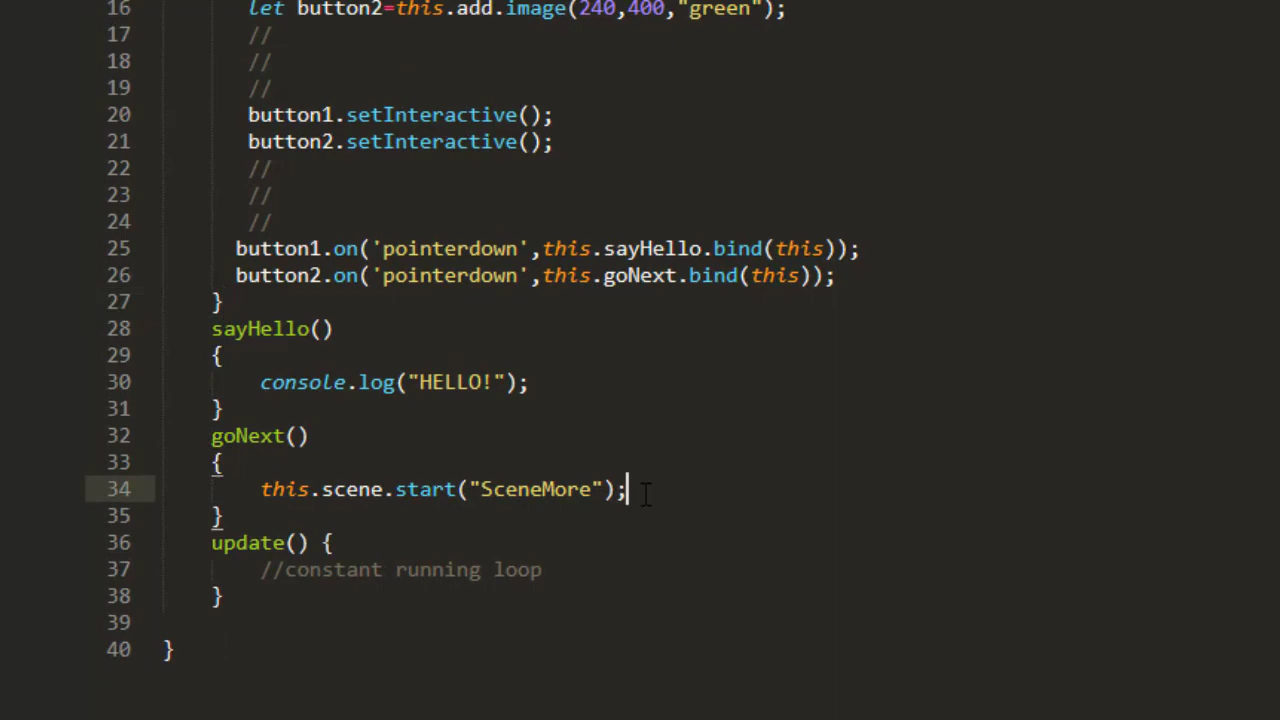 16 let button2=this.add.image(240,400,"green");
17 //
18 //
19 //
20 button1.setInteractive();
21 button2.setInteractive();
22 //
23 //
24 //
25 button1.on('pointerdown',this.sayHello.bind(this));
26 button2.on('pointerdown',this.goNext.bind(this));
27 }
28 sayHello()
29 {
30 console.log("HELLO!");
31 }
32 goNext()
33 {
34 this.scene.start("SceneMore");
35 }
36 update() {
37 //constant running loop
38 }
39
40 }